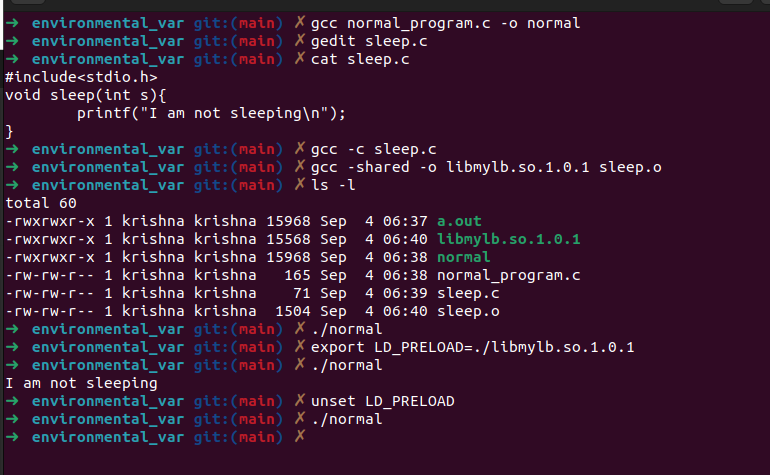 ➜ environmental_var git:(main) ✗ gcc normal_program.c -o normal
➜ environmental_var git:(main) ✗ gedit sleep.c
➜ environmental_var git:(main) ✗ cat sleep.c
#include<stdio.h>
void sleep(int s){
        printf("I am not sleeping\n");
}
➜ environmental_var git:(main) ✗ gcc -c sleep.c
➜ environmental_var git:(main) ✗ gcc -shared -o libmylb.so.1.0.1 sleep.o
➜ environmental_var git:(main) ✗ ls -l
total 60
-rwxrwxr-x 1 krishna krishna 15968 Sep  4 06:37 a.out
-rwxrwxr-x 1 krishna krishna 15568 Sep  4 06:40 libmylb.so.1.0.1
-rwxrwxr-x 1 krishna krishna 15968 Sep  4 06:38 normal
-rw-rw-r-- 1 krishna krishna   165 Sep  4 06:38 normal_program.c
-rw-rw-r-- 1 krishna krishna    71 Sep  4 06:39 sleep.c
-rw-rw-r-- 1 krishna krishna  1504 Sep  4 06:40 sleep.o
➜ environmental_var git:(main) ✗ ./normal
➜ environmental_var git:(main) ✗ export LD_PRELOAD=./libmylb.so.1.0.1
➜ environmental_var git:(main) ✗ ./normal
I am not sleeping
➜ environmental_var git:(main) ✗ unset LD_PRELOAD
➜ environmental_var git:(main) ✗ ./normal
➜ environmental_var git:(main) ✗